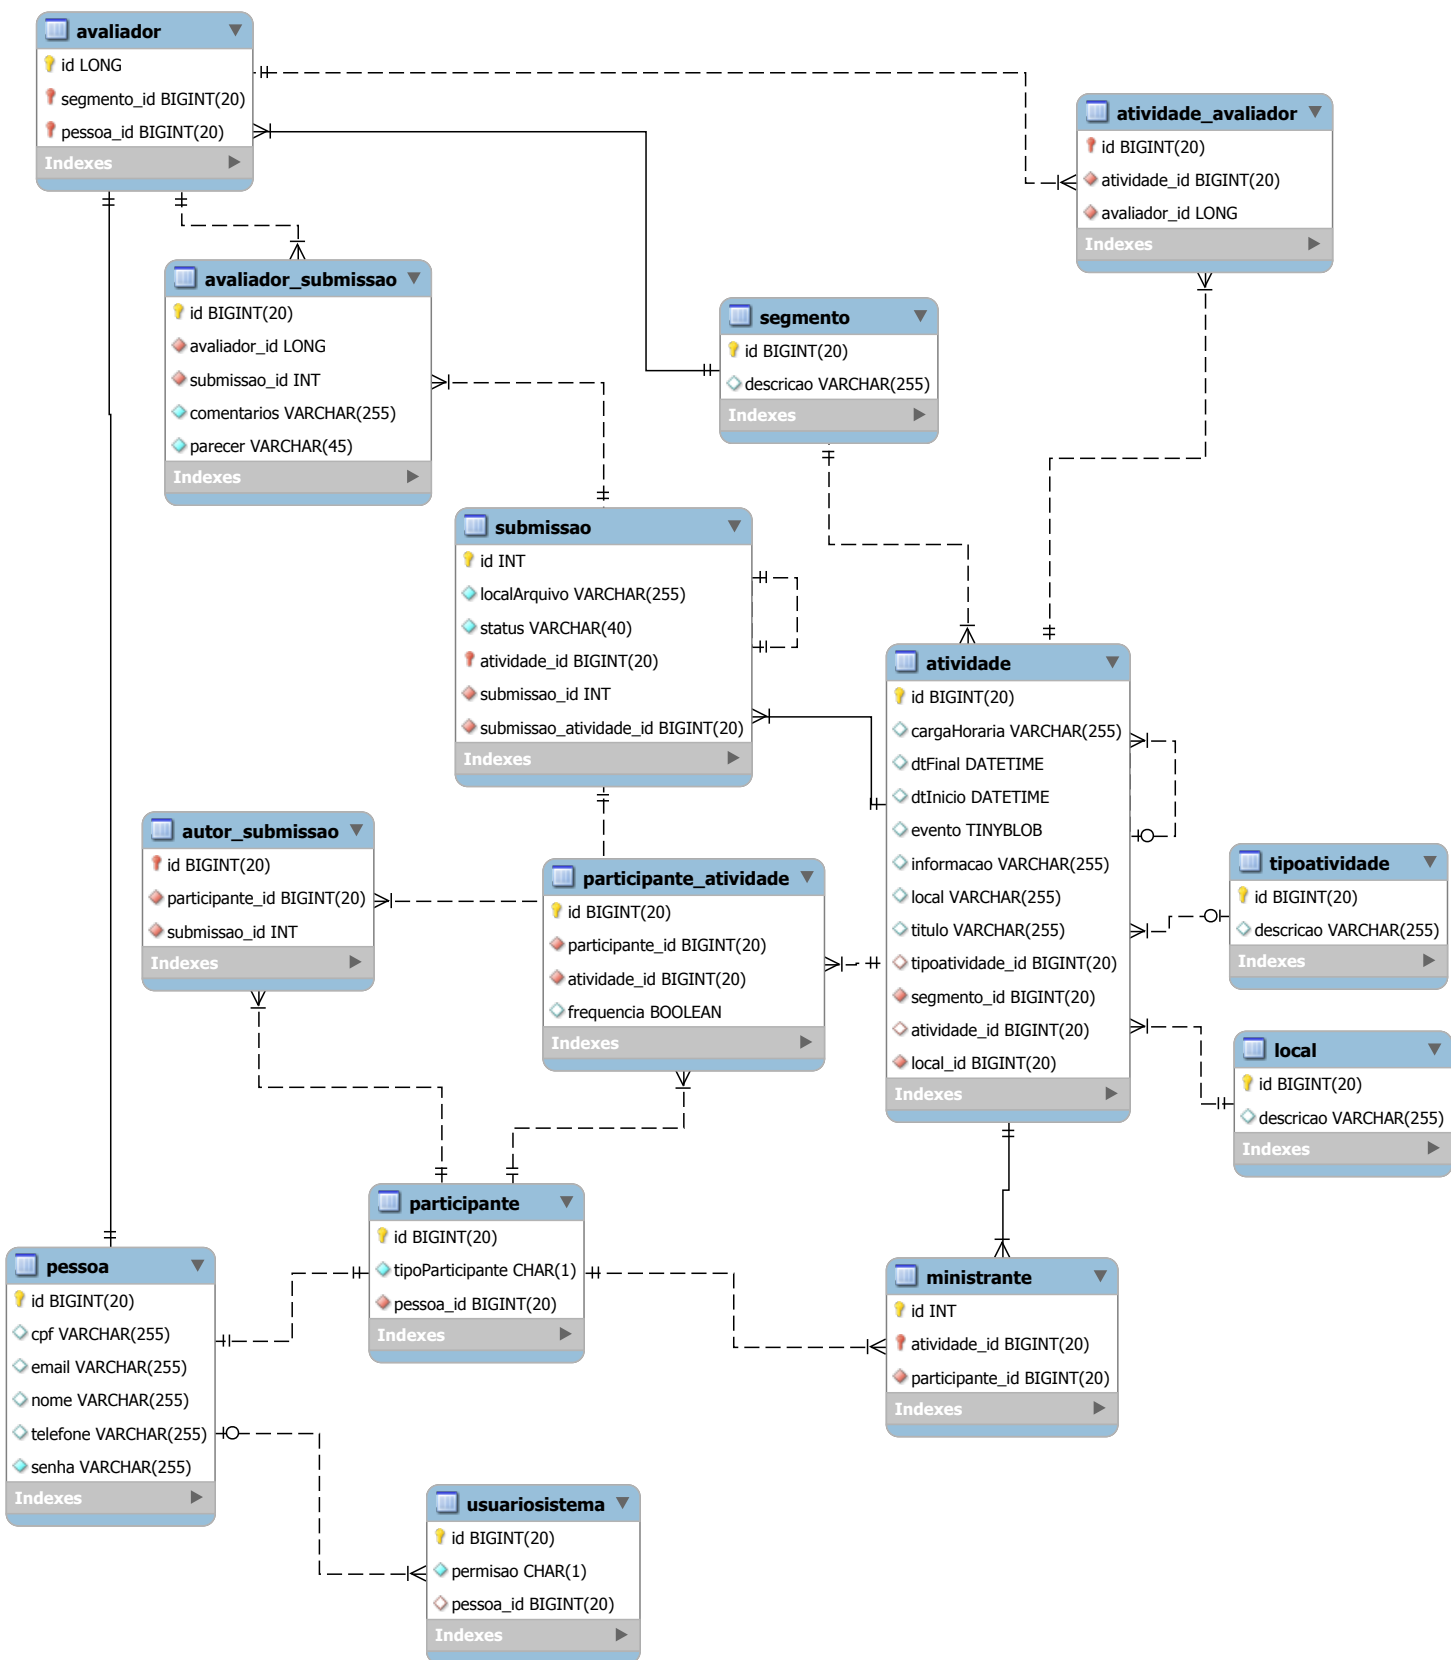 avaliador
id LONG
segmento_id BIGINT(20)
pessoa_id BIGINT(20)
Indexes
atividade_avaliador
id BIGINT(20)
atividade_id BIGINT(20)
avaliador_id LONG
Indexes
avaliador_submissao
id BIGINT(20)
avaliador_id LONG
submissao_id INT
comentarios VARCHAR(255)
parecer VARCHAR(45)
Indexes
segmento
id BIGINT(20)
descricao VARCHAR(255)
Indexes
submissao
id INT
localArquivo VARCHAR(255)
status VARCHAR(40)
atividade_id BIGINT(20)
submissao_id INT
submissao_atividade_id BIGINT(20)
Indexes
atividade
id BIGINT(20)
cargaHoraria VARCHAR(255)
dtFinal DATETIME
dtInicio DATETIME
evento TINYBLOB
informacao VARCHAR(255)
local VARCHAR(255)
titulo VARCHAR(255)
tipoatividade_id BIGINT(20)
segmento_id BIGINT(20)
atividade_id BIGINT(20)
local_id BIGINT(20)
Indexes
autor_submissao
id BIGINT(20)
participante_id BIGINT(20)
submissao_id INT
Indexes
participante_atividade
id BIGINT(20)
participante_id BIGINT(20)
atividade_id BIGINT(20)
frequencia BOOLEAN
Indexes
tipoatividade
id BIGINT(20)
descricao VARCHAR(255)
Indexes
local
id BIGINT(20)
descricao VARCHAR(255)
Indexes
participante
id BIGINT(20)
tipoParticipante CHAR(1)
pessoa_id BIGINT(20)
Indexes
pessoa
id BIGINT(20)
cpf VARCHAR(255)
email VARCHAR(255)
nome VARCHAR(255)
telefone VARCHAR(255)
senha VARCHAR(255)
Indexes
ministrante
id INT
atividade_id BIGINT(20)
participante_id BIGINT(20)
Indexes
usuariosistema
id BIGINT(20)
permisao CHAR(1)
pessoa_id BIGINT(20)
Indexes